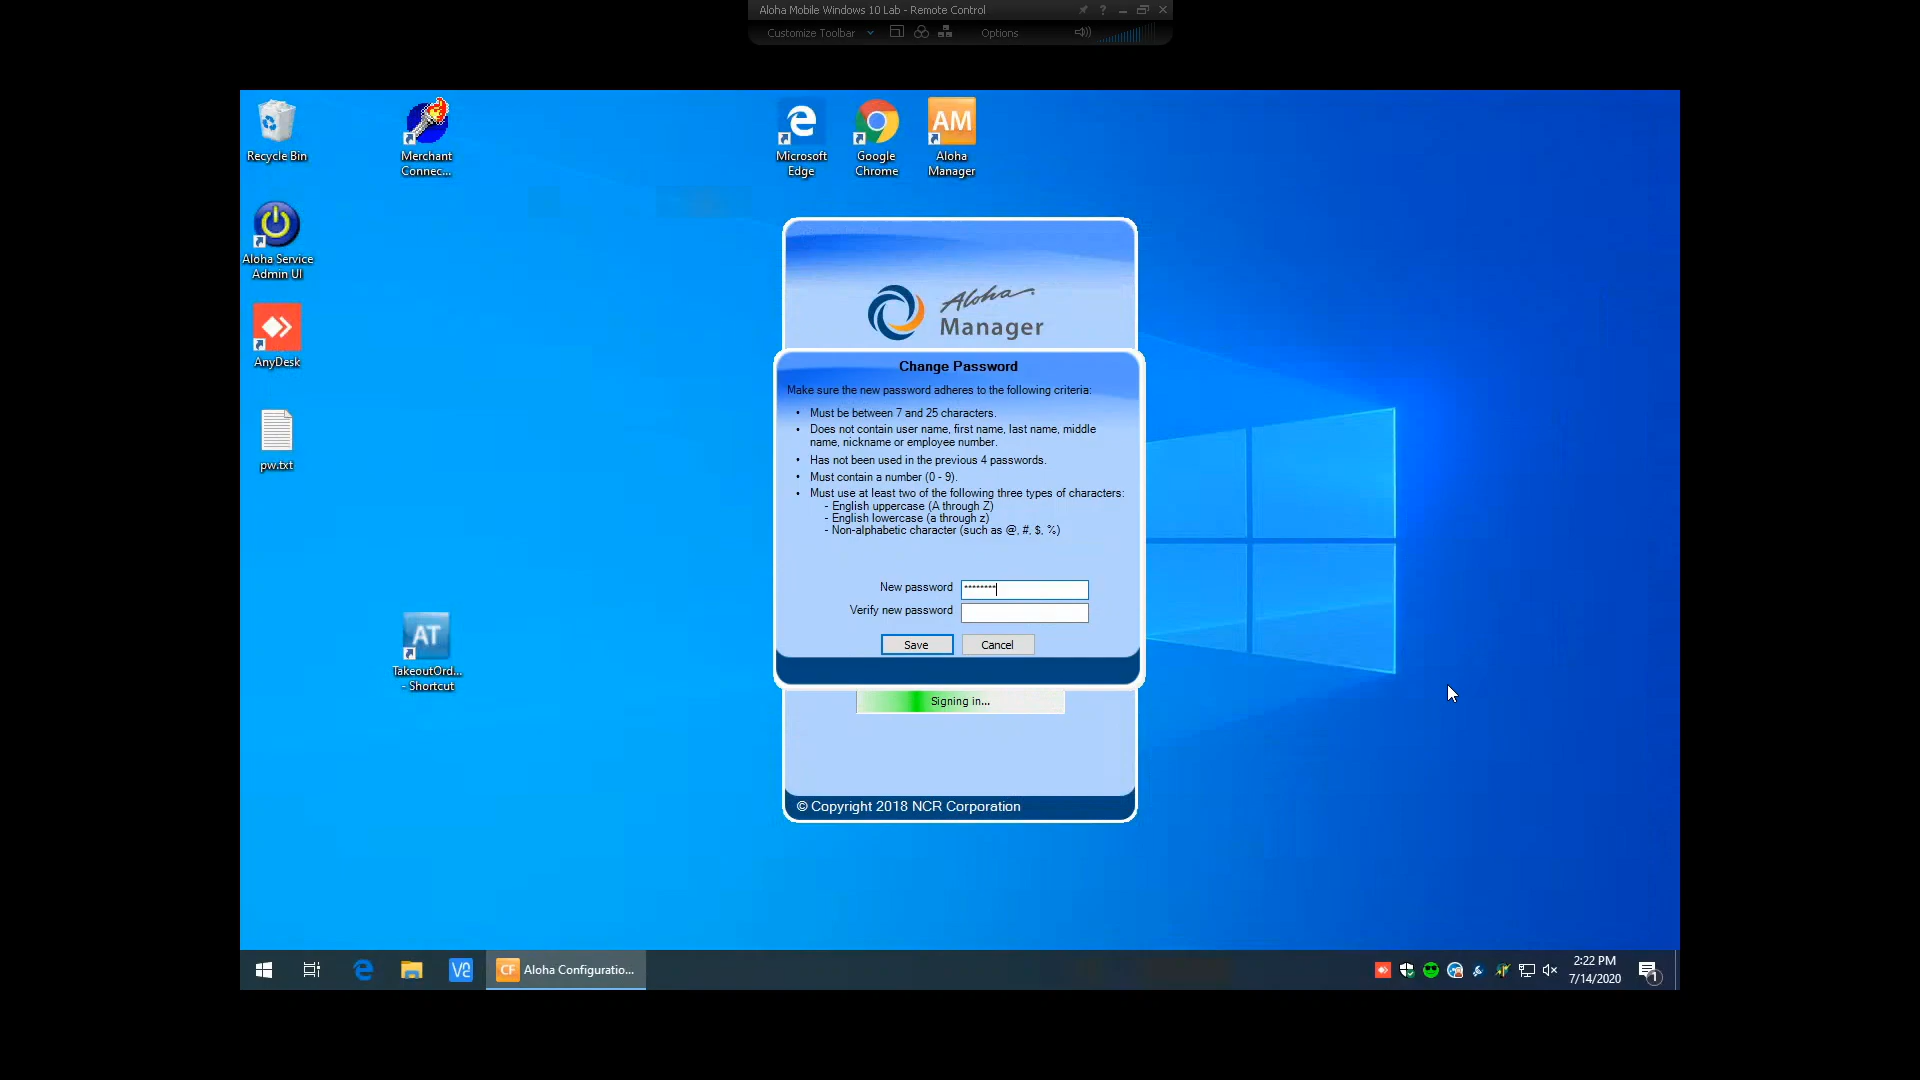 Aloha Mobile Windows 10 Lab - Remote Control
Customize Toolbar
Options
Recycle Bin
Merchant
Connec...
Microsoft
Edge
Google
Chrome
AM
Aloha
Manager
Aloha Service
Admin UI
AnyDesk
pw.txt
AT
TakeoutOrd...
- Shortcut
Aloha
Manager
Change Password
Make sure the new password adheres to the following criteria:
• Must be between 7 and 25 characters.
• Does not contain user name, first name, last name, middle
name, nickname or employee number.
• Has not been used in the previous 4 passwords.
• Must contain a number (0 - 9).
• Must use at least two of the following three types of characters:
- English uppercase (A through Z)
- English lowercase (a through z)
- Non-alphabetic character (such as @, #, $, %)
New password ********
Verify new password
Save
Cancel
Signing in...
© Copyright 2018 NCR Corporation
CF Aloha Configuratio...
2:22 PM
7/14/2020
1